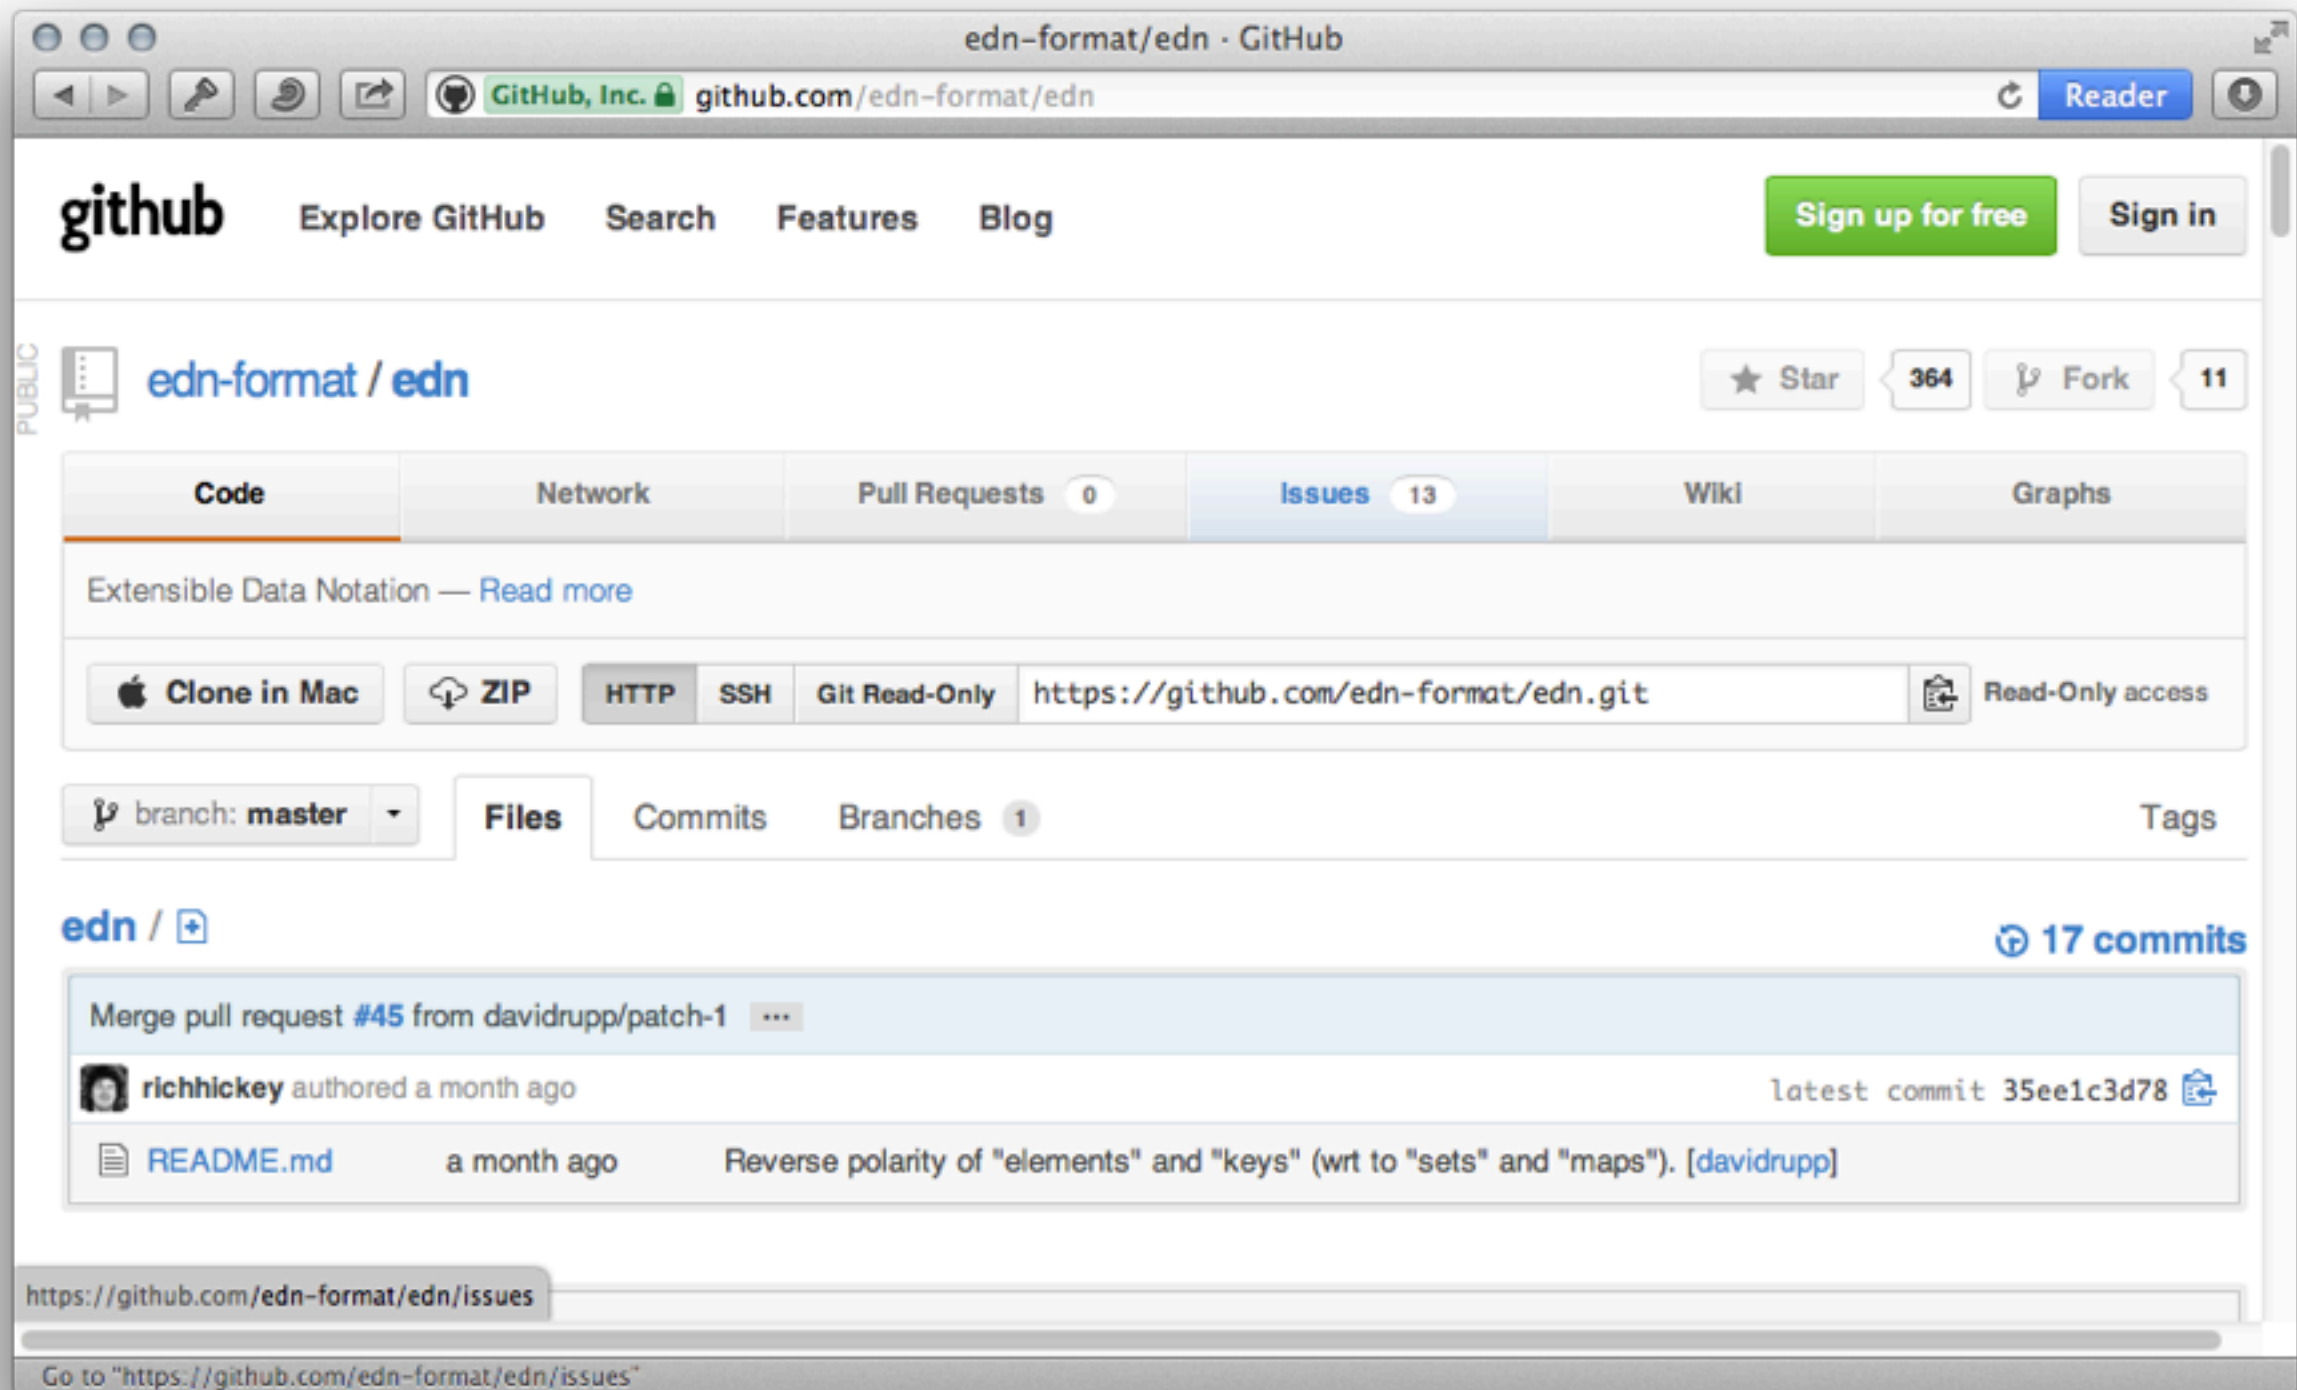 edn-format/edn · GitHub
GitHub, Inc. github.com/edn-format/edn Reader
github Explore GitHub Search Features Blog Sign up for free Sign in
PUBLIC
edn-format / edn Star 364 Fork 11
Code Network Pull Requests 0 Issues 13 Wiki Graphs
Extensible Data Notation — Read more
Clone in Mac ZIP HTTP SSH Git Read-Only https://github.com/edn-format/edn.git Read-Only access
branch: master Files Commits Branches 1 Tags
edn / 17 commits
Merge pull request #45 from davidrupp/patch-1 ...
richhickey authored a month ago latest commit 35ee1c3d78
README.md a month ago Reverse polarity of "elements" and "keys" (wrt to "sets" and "maps"). [davidrupp]
https://github.com/edn-format/edn/issues
Go to "https://github.com/edn-format/edn/issues"